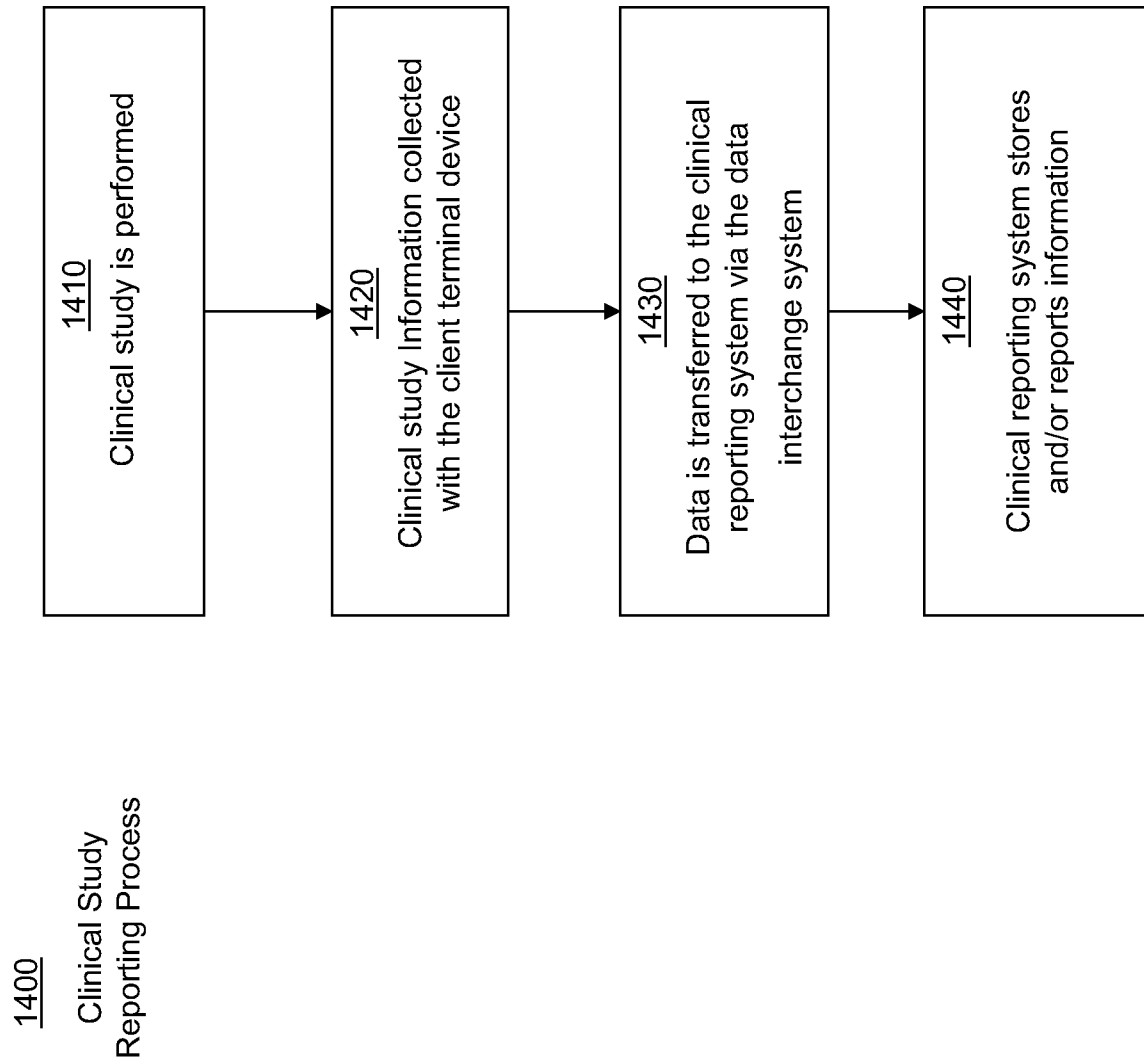 1400
Clinical Study
Reporting Process
1410
Clinical study is performed
1420
Clinical study Information collected
with the client terminal device
1430
Data is transferred to the clinical
reporting system via the data
interchange system
1440
Clinical reporting system stores
and/or reports information